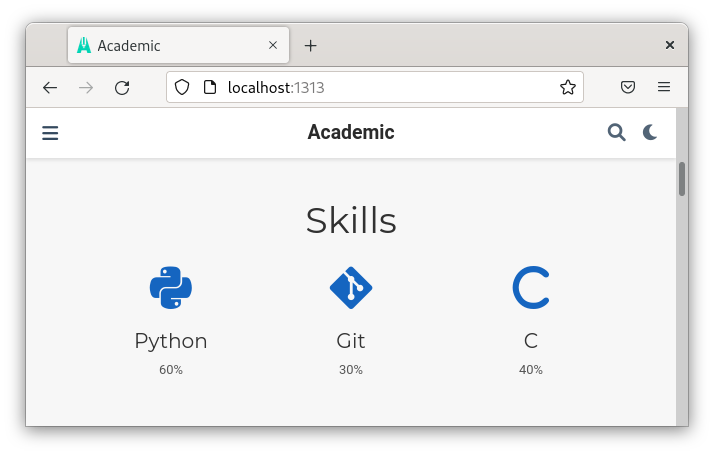 Academic
localhost:1313
Academic
Skills
Python
Git
C
60%
30%
40%